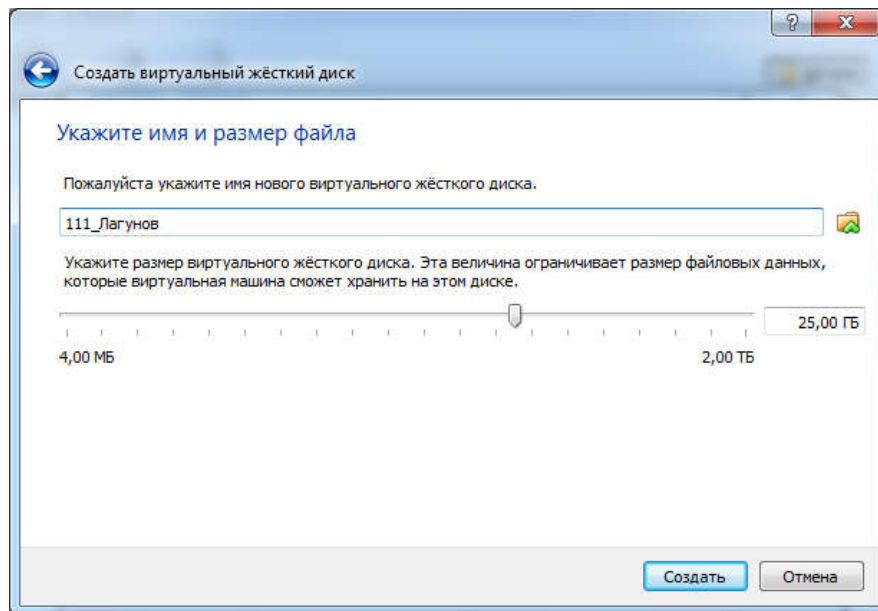 Создать виртуальный жёсткий диск
Укажите имя и размер файла
Пожалуйста укажите имя нового виртуального жёсткого диска.
111_Лагунов
Укажите размер виртуального жёсткого диска. Эта величина ограничивает размер файловых данных,
которые виртуальная машина сможет хранить на этом диске.
25,00 ГБ
4,00 МБ 2,00 ТБ
Создать Отмена